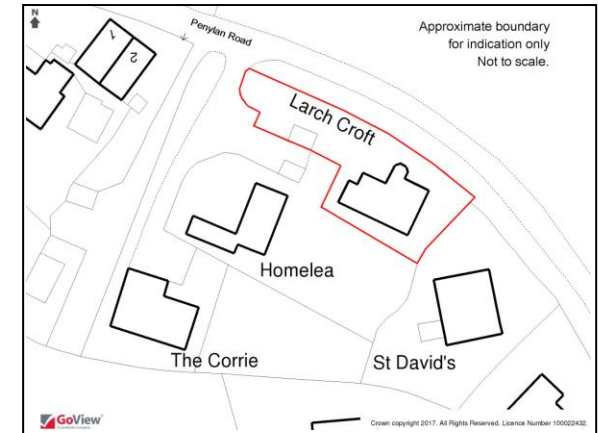 N
Penylan Road
Approximate boundary
for indication only
Not to scale.
1
2
Larch Croft
Homelea
The Corrie
St David's
GoView
Crown copyright 2017. All Rights Reserved. Licence Number 100022432.